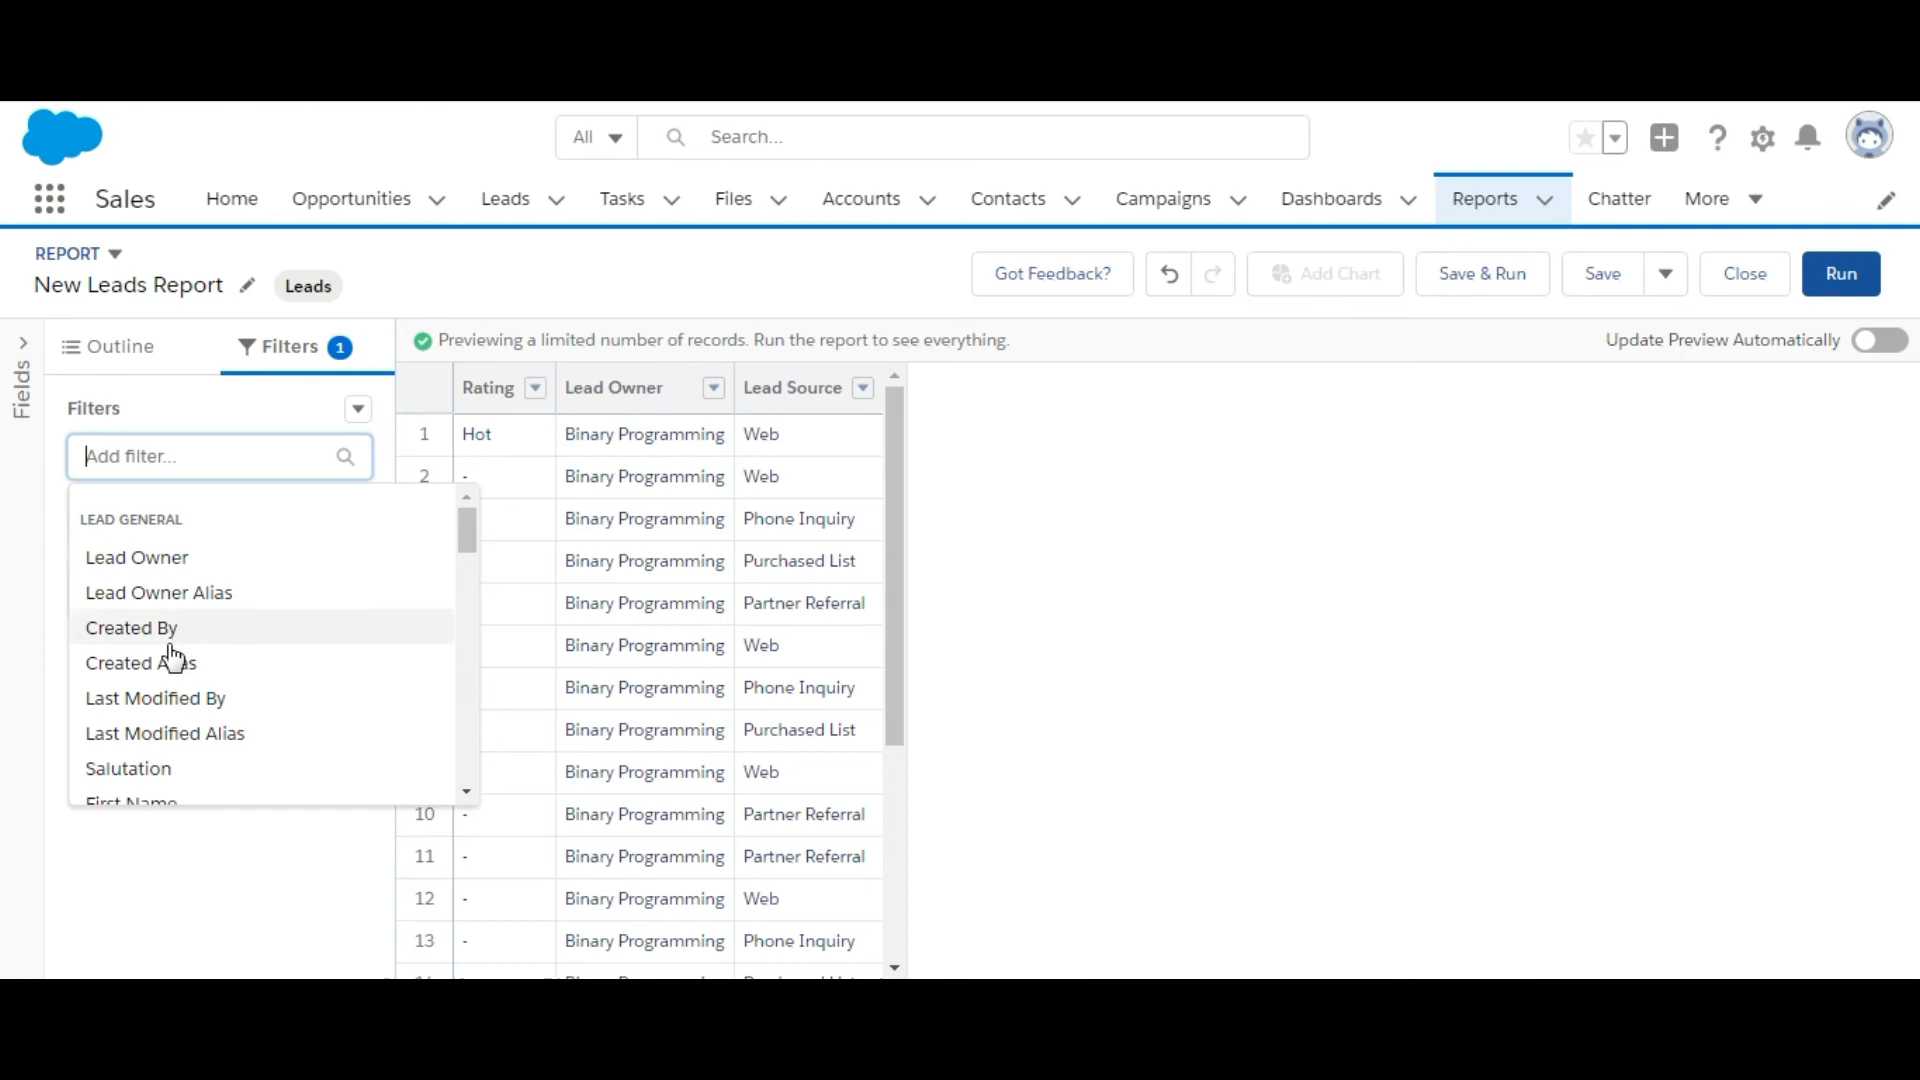 All
Search...
Sales
Home
Opportunities
Leads
Tasks
Files
Accounts
Contacts
Campaigns
Dashboards
Reports
Chatter
More
REPORT
New Leads Report
Leads
Got Feedback?
Add Chart
Save & Run
Save
Close
Run
Fields
Outline
Filters 1
Previewing a limited number of records. Run the report to see everything.
Update Preview Automatically
Filters
Add filter...
LEAD GENERAL
Lead Owner
Lead Owner Alias
Created By
Created Alias
Last Modified By
Last Modified Alias
Salutation
First Name
Rating Lead Owner Lead Source
1 Hot Binary Programming Web
2 - Binary Programming Web
Binary Programming Phone Inquiry
Binary Programming Purchased List
Binary Programming Partner Referral
Binary Programming Web
Binary Programming Phone Inquiry
Binary Programming Purchased List
Binary Programming Web
10 - Binary Programming Partner Referral
11 - Binary Programming Partner Referral
12 - Binary Programming Web
13 - Binary Programming Phone Inquiry